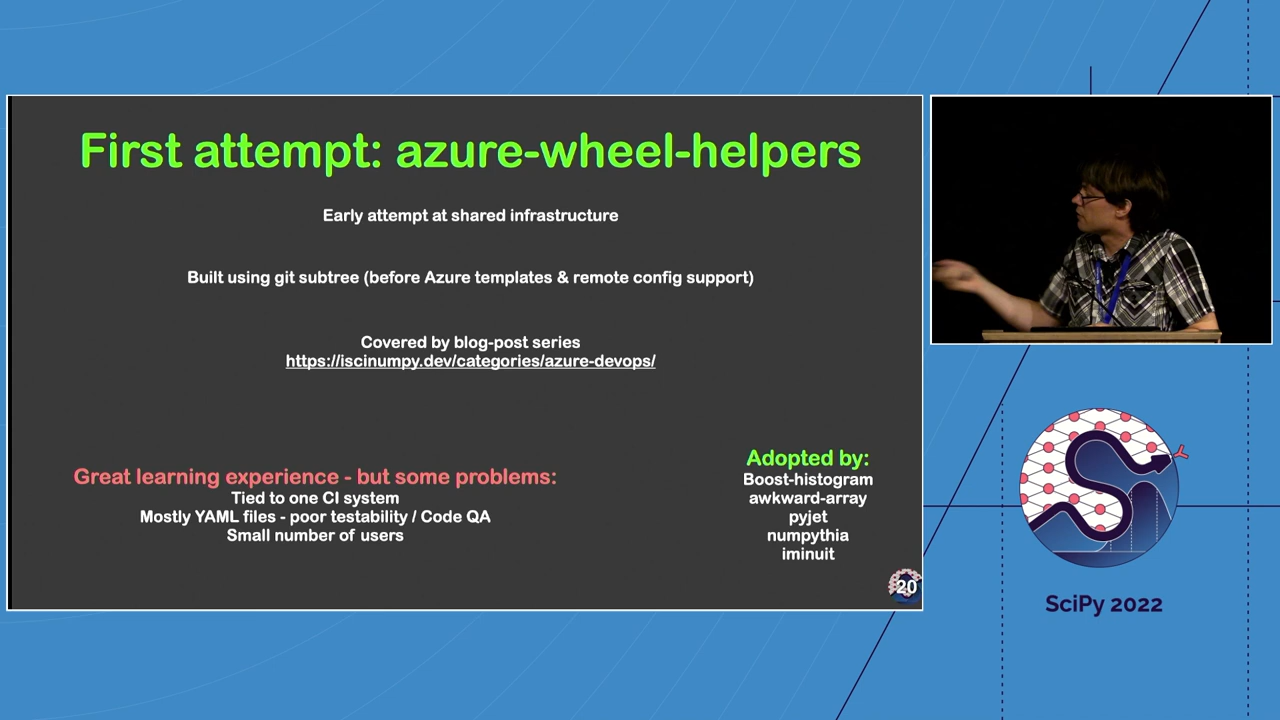 First attempt: azure-wheel-helpers
Early attempt at shared infrastructure
Built using git subtree (before Azure templates & remote config support)
Covered by blog-post series
https://iscinumpy.dev/categories/azure-devops/
Great learning experience - but some problems:
Tied to one CI system
Mostly YAML files - poor testability / Code QA
Small number of users
Adopted by:
Boost-histogram
awkward-array
pyjet
numpythia
iminuit
20
SciPy 2022